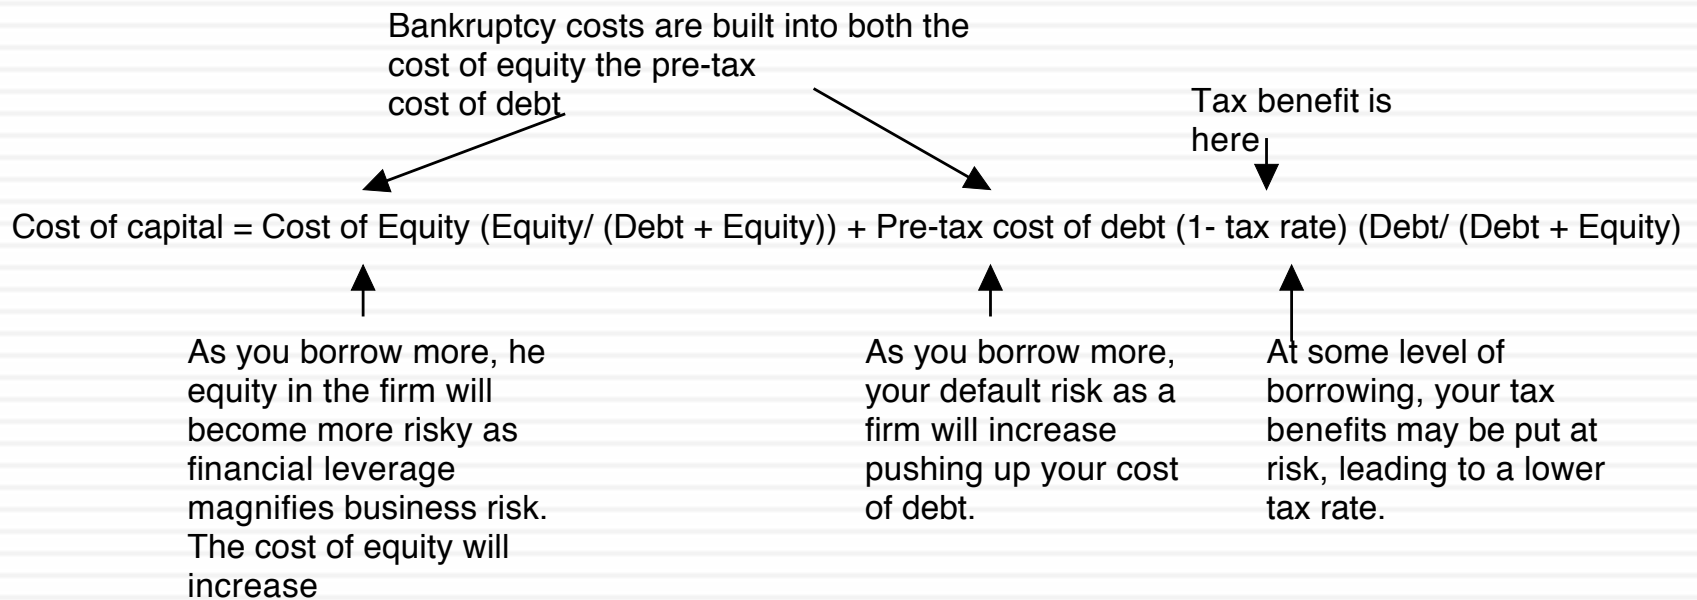 Bankruptcy costs are built into both the
cost of equity the pre-tax
cost of debt
Tax benefit is
here
Cost of capital = Cost of Equity (Equity/ (Debt + Equity)) + Pre-tax cost of debt (1- tax rate) (Debt/ (Debt + Equity)
As you borrow more, he
equity in the firm will
become more risky as
financial leverage
magnifies business risk.
The cost of equity will
increase
As you borrow more,
your default risk as a
firm will increase
pushing up your cost
of debt.
At some level of
borrowing, your tax
benefits may be put at
risk, leading to a lower
tax rate.